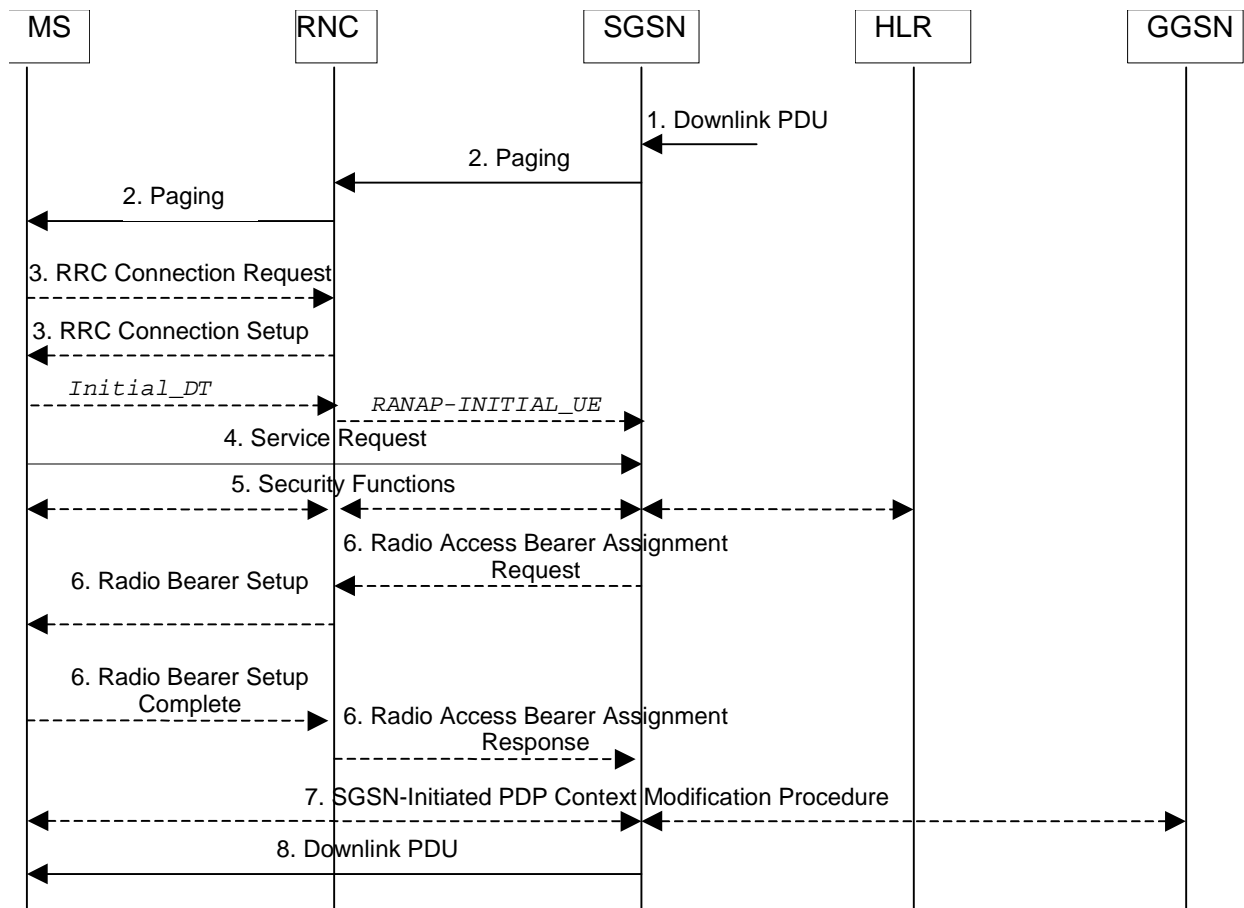 MS
RNC
SGSN
HLR
GGSN
1. Downlink PDU
2. Paging
2. Paging
3. RRC Connection Request
3. RRC Connection Setup
Initial_DT
RANAP-INITIAL_UE
4. Service Request
5. Security Functions
6. Radio Access Bearer Assignment
Request
6. Radio Bearer Setup
6. Radio Bearer Setup
Complete
6. Radio Access Bearer Assignment
Response
7. SGSN-Initiated PDP Context Modification Procedure
8. Downlink PDU